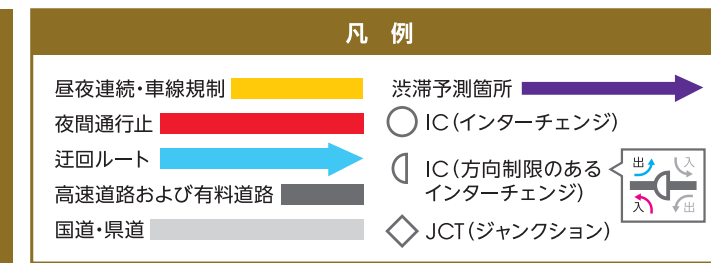 凡 例
昼夜連続・車線規制
夜間通行止
迂回ルート
高速道路および有料道路
国道・県道
渋滞予測箇所
IC（インターチェンジ）
IC（方向制限のある
インターチェンジ）
出 入
入 出
JCT（ジャンクション）